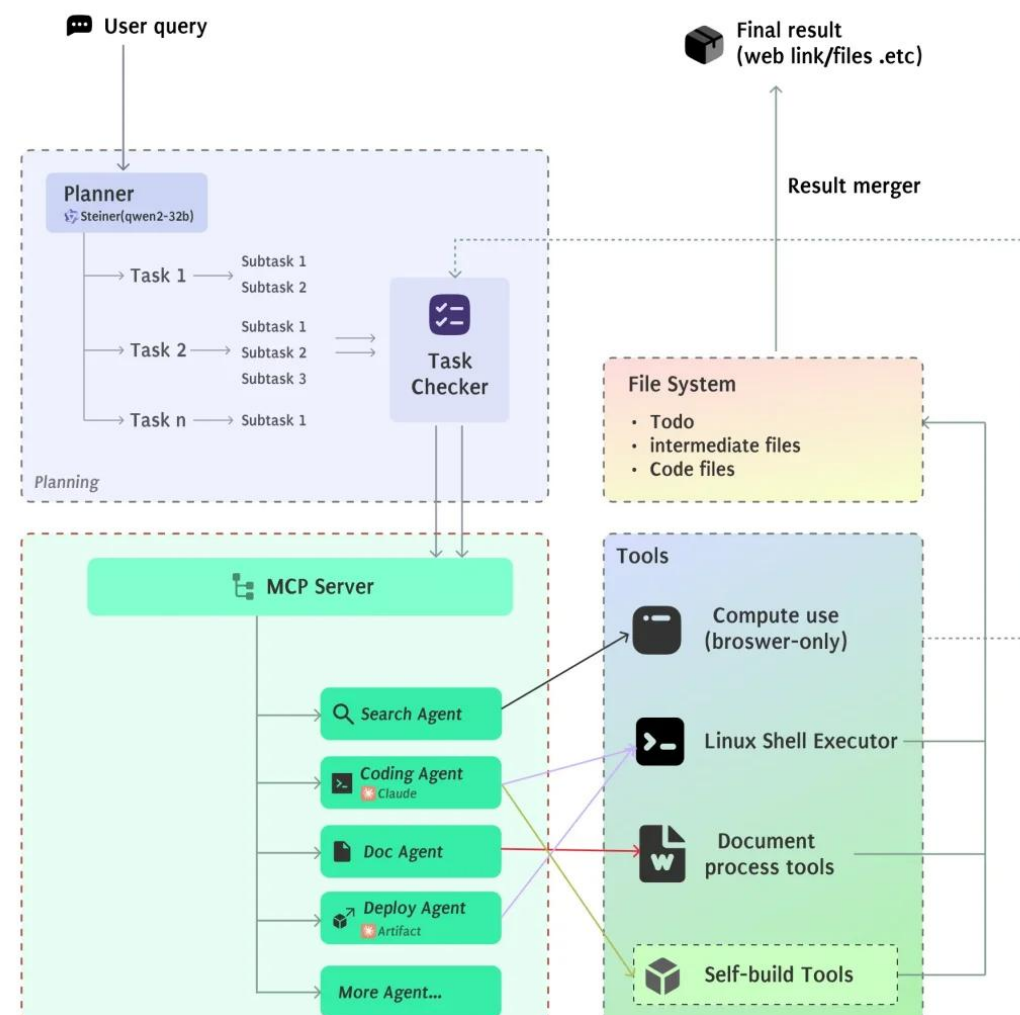 User query
Final result
(web link/files .etc)
Result merger
Planner
Steiner(qwen2-32b)
Task 1
Subtask 1
Subtask 2
Task 2
Subtask 1
Subtask 2
Subtask 3
Task n
Subtask 1
Task
Checker
Planning
File System
• Todo
• intermediate files
• Code files
MCP Server
Search Agent
Coding Agent
Claude
Doc Agent
Deploy Agent
Artifact
More Agent...
Tools
Compute use
(broswer-only)
Linux Shell Executor
W
Document
process tools
Self-build Tools